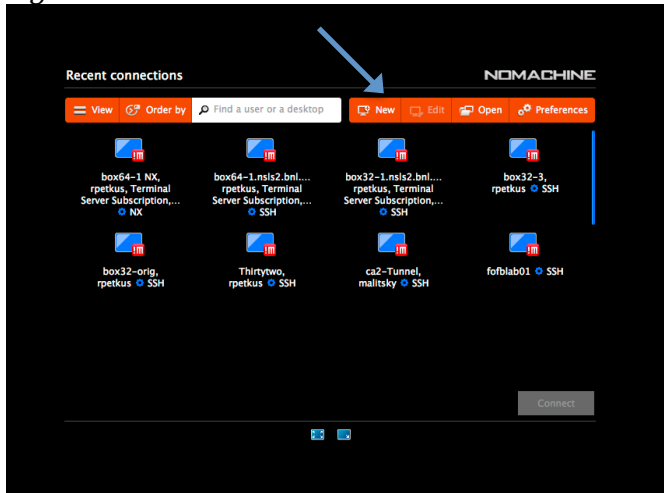 Recent connections
NOMACHINE
View Order by Find a user or a desktop New Edit Open Preferences
box64-1 NX,
rpetkus, Terminal
Server Subscription,...
NX
box64-1.nsls2.bnl....
rpetkus, Terminal
Server Subscription,...
SSH
box32-1.nsls2.bnl....
rpetkus, Terminal
Server Subscription,...
SSH
box32-3,
rpetkus SSH
box32-orig,
rpetkus SSH
Thirtytwo,
rpetkus SSH
ca2-Tunnel,
malitsky SSH
fofblab01 SSH
Connect